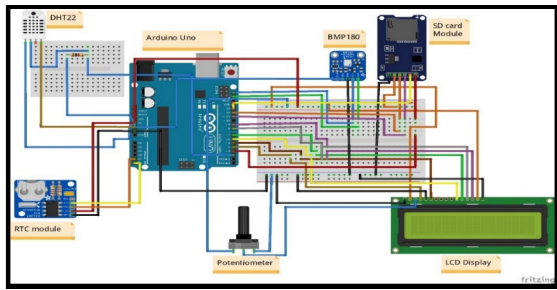 DHT22
Arduino Uno
BMP180
SD card
Module
RTC module
Potentiometer
LCD Display
fritzing